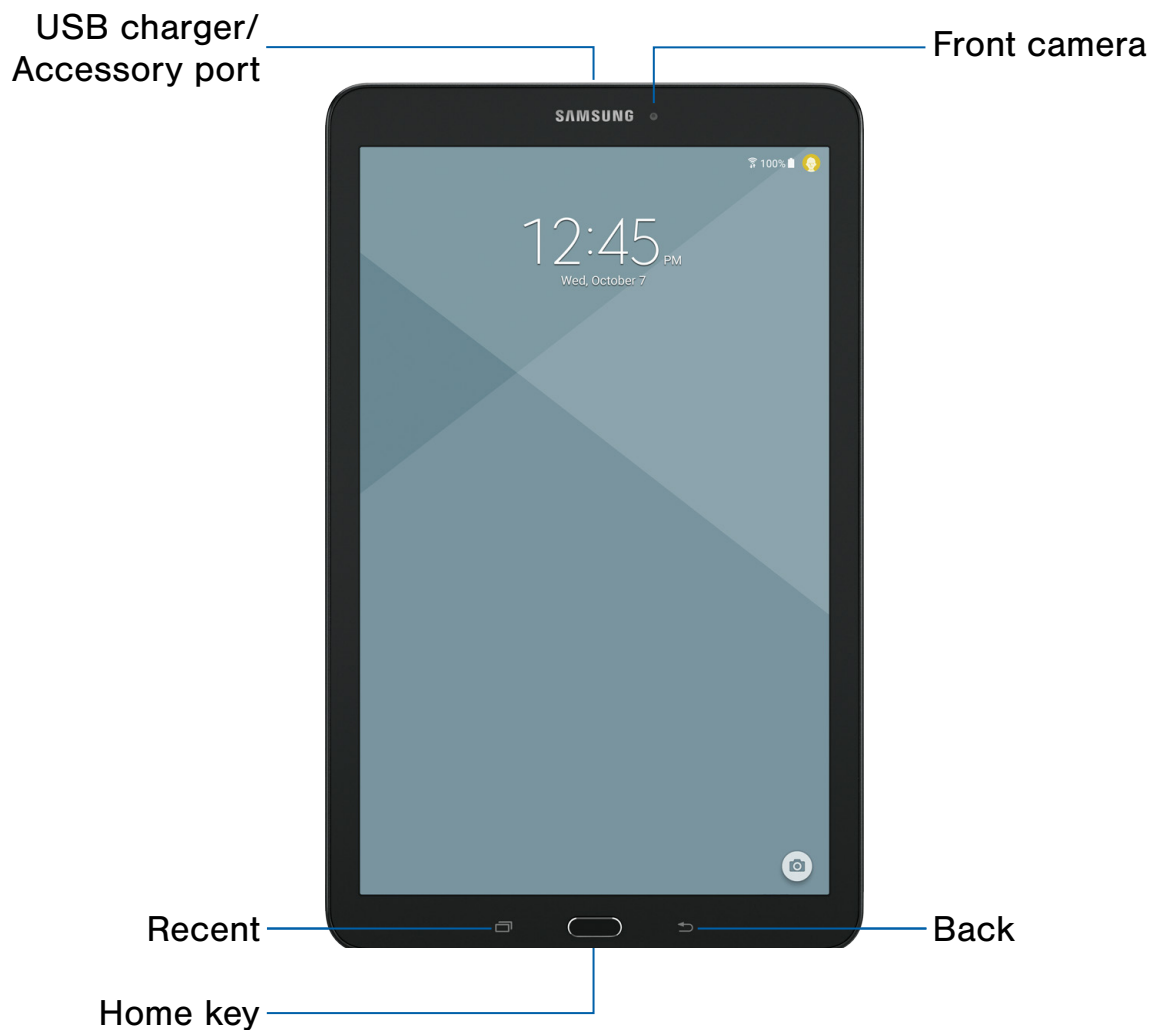 USB charger/
Accessory port
Front camera
SAMSUNG
100%
12:45 PM
Wed, October 7
Recent
Back
Home key